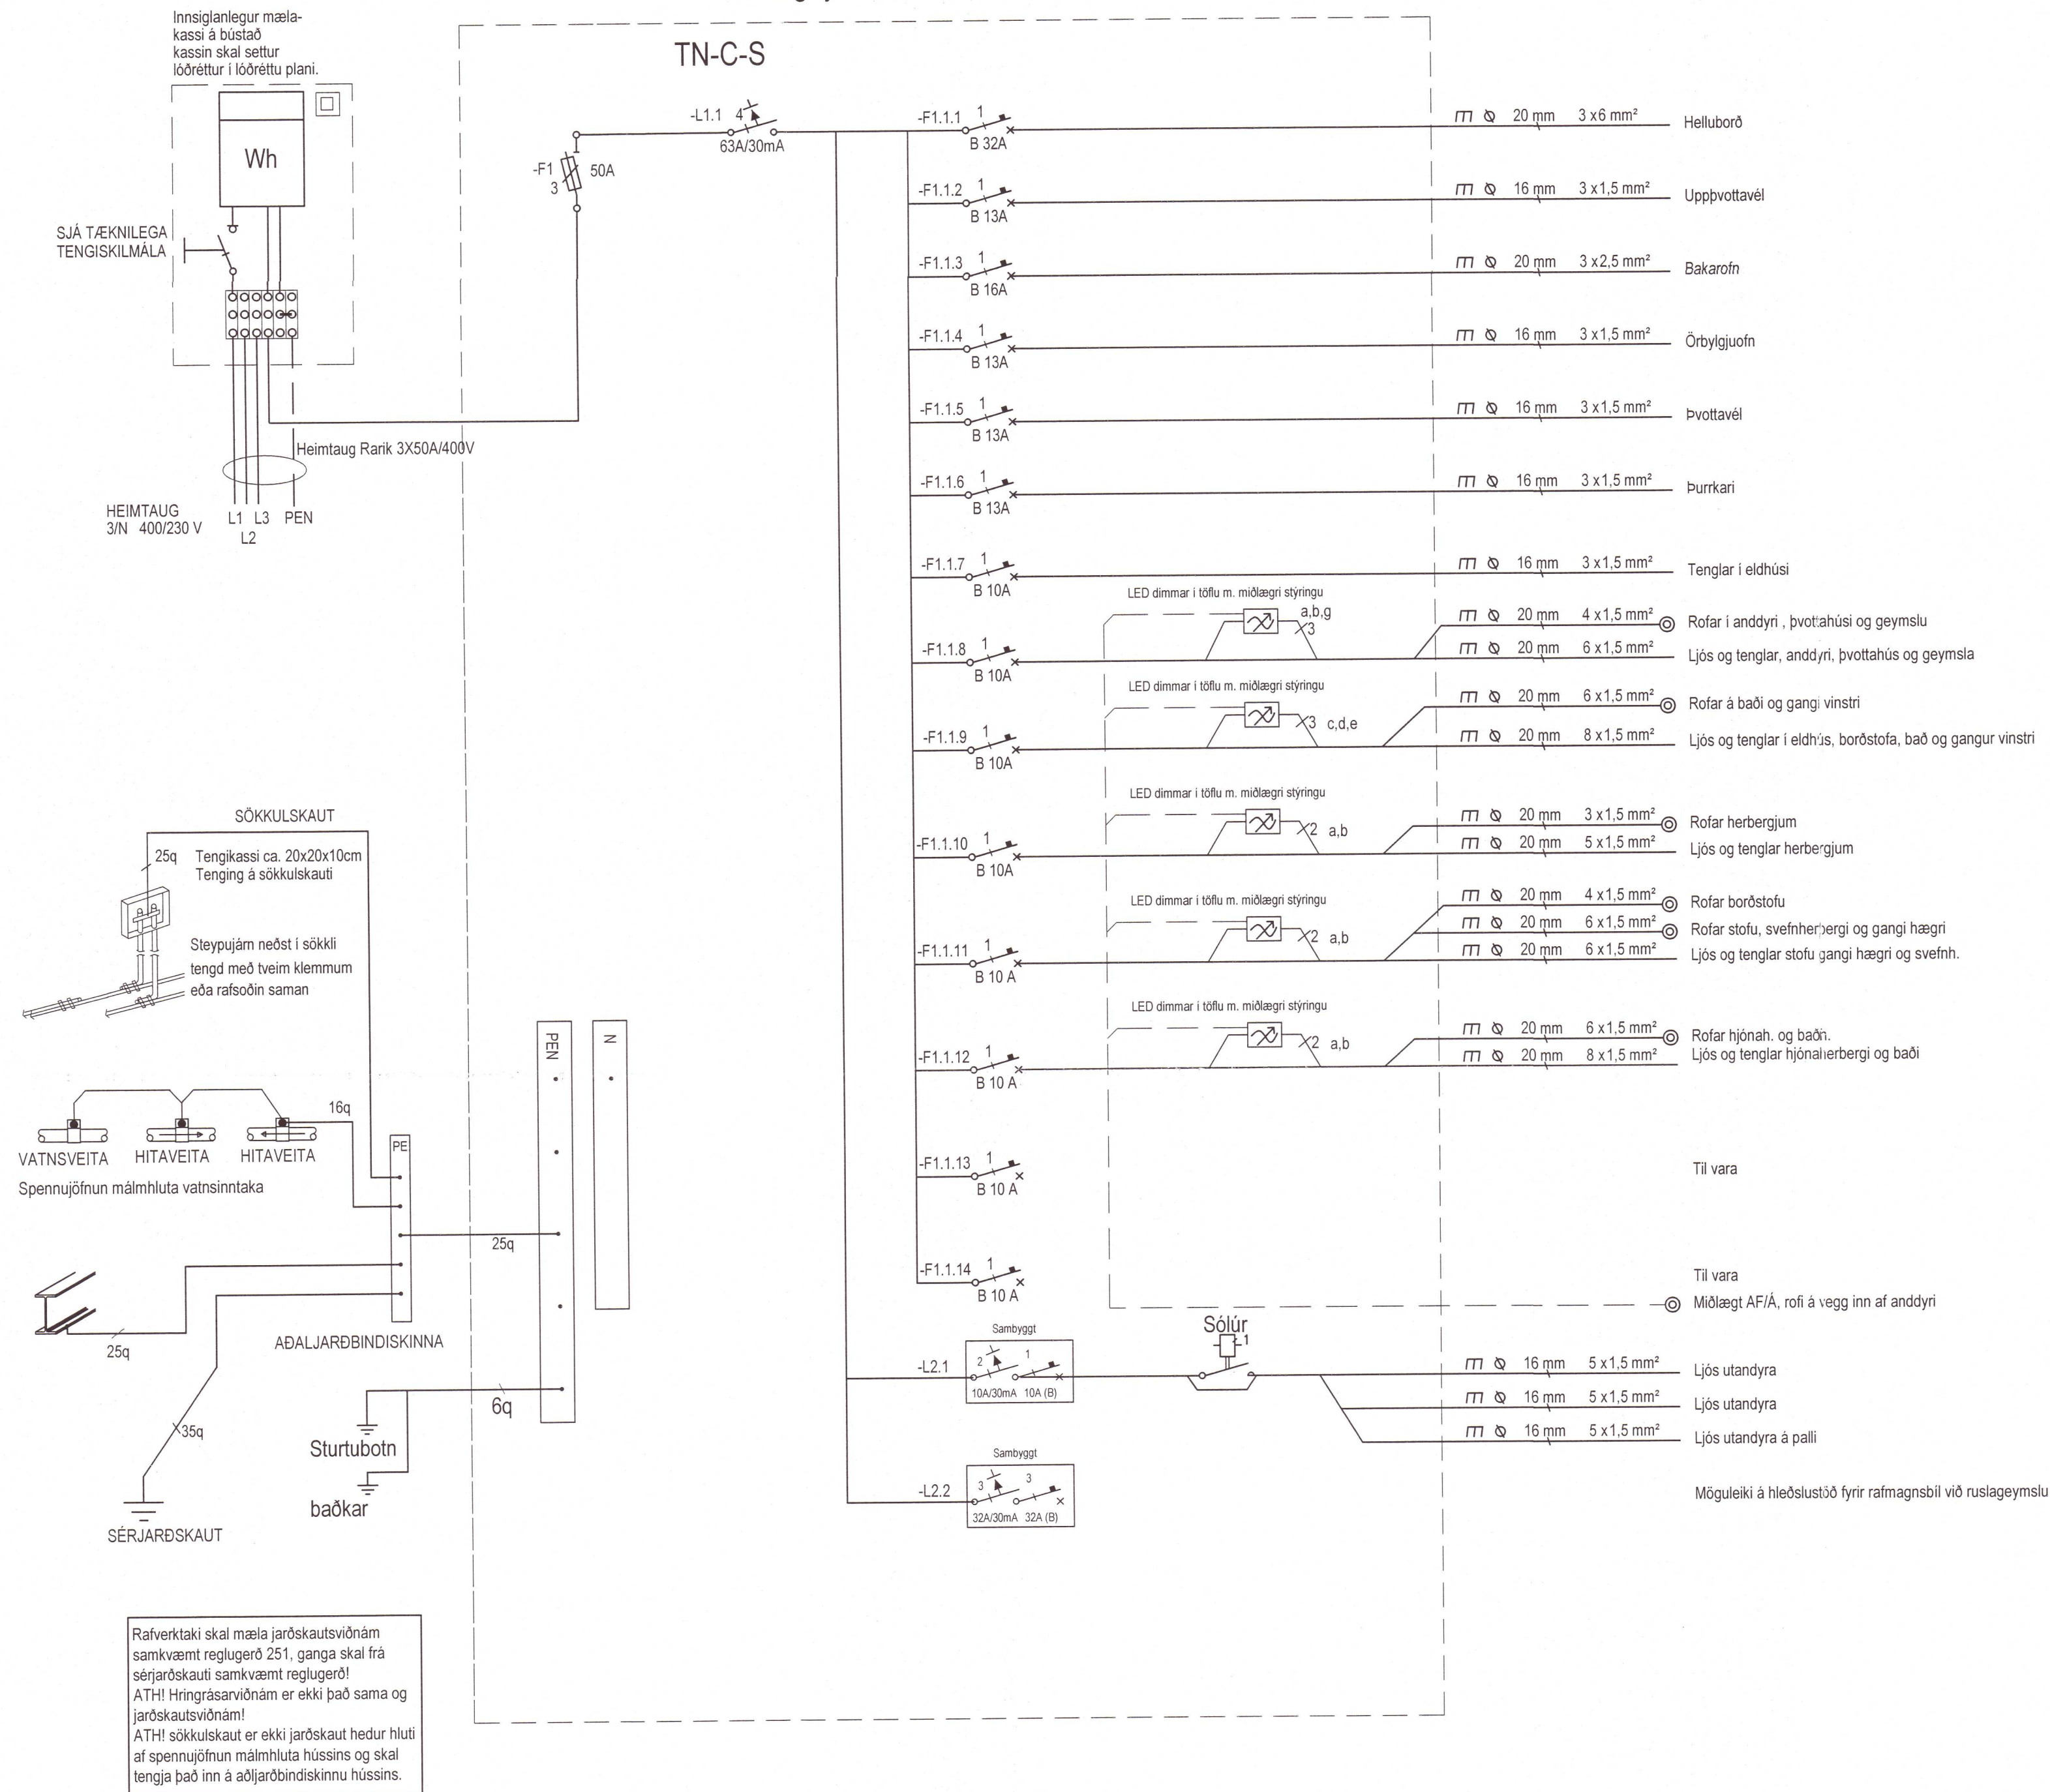 Innsiglanlegur mæla-
kassi á bústað
kassin skal settur
lóðréttur í lóðréttu plani.
Wh
SJÁ TÆKNILEGA
TENGISKILMÁLA
Heimtaug Rarik 3X50A/400V
HEIMTAUG
3/N 400/230 V
L1 L3 PEN
L2
TN-C-S
-F1
3
50A
-L1.1 4
63A/30mA
-F1.1.1 1
B 32A
20 mm 3 x6 mm² Helluborð
-F1.1.2 1
B 13A
16 mm 3 x1,5 mm² Uppþvottavél
-F1.1.3 1
B 16A
20 mm 3 x2,5 mm² Bakarofn
-F1.1.4 1
B 13A
16 mm 3 x1,5 mm² Örbylgjuofn
-F1.1.5 1
B 13A
16 mm 3 x1,5 mm² Þvottavél
-F1.1.6 1
B 13A
16 mm 3 x1,5 mm² Þurrkari
-F1.1.7 1
B 10A
16 mm 3 x1,5 mm² Tenglar í eldhúsi
LED dimmar í töflu m. miðlægri stýringu
a,b,g
3
20 mm 4 x1,5 mm² Rofar í anddyri , þvottahúsi og geymslu
-F1.1.8 1
B 10A
20 mm 6 x1,5 mm² Ljós og tenglar, anddyri, þvottahús og geymsla
LED dimmar í töflu m. miðlægri stýringu
3 c,d,e
20 mm 6 x1,5 mm² Rofar á baði og gangi vinstri
-F1.1.9 1
B 10A
20 mm 8 x1,5 mm² Ljós og tenglar í eldhús, borðstofa, bað og gangur vinstri
LED dimmar í töflu m. miðlægri stýringu
2 a,b
20 mm 3 x1,5 mm² Rofar herbergjum
-F1.1.10 1
B 10A
20 mm 5 x1,5 mm² Ljós og tenglar herbergjum
LED dimmar í töflu m. miðlægri stýringu
2 a,b
20 mm 4 x1,5 mm² Rofar borðstofu
20 mm 6 x1,5 mm² Rofar stofu, svefnherbergi og gangi hægri
-F1.1.11 1
B 10 A
20 mm 6 x1,5 mm² Ljós og tenglar stofu gangi hægri og svefnh.
LED dimmar í töflu m. miðlægri stýringu
2 a,b
20 mm 6 x1,5 mm² Rofar hjónah. og baðh.
-F1.1.12 1
B 10 A
20 mm 8 x1,5 mm² Ljós og tenglar hjónaherbergi og baði
-F1.1.13 1
B 10 A
Til vara
-F1.1.14 1
B 10 A
Til vara
Miðlægt AF/Á, rofi á vegg inn af anddyri
Sambyggt
-L2.1
2 1
10A/30mA 10A (B)
Sólúr
1
16 mm 5 x1,5 mm² Ljós utandyra
16 mm 5 x1,5 mm² Ljós utandyra
16 mm 5 x1,5 mm² Ljós utandyra á palli
Sambyggt
-L2.2
3 3
32A/30mA 32A (B)
Möguleiki á hleðslustöð fyrir rafmagnsbíl við ruslageymslu
SÖKKULSKAUT
25q
Tengikassi ca. 20x20x10cm
Tenging á sökkulskauti
Steypujárn neðst í sökkli
tengd með tveim klemmum
eða rafsoðin saman
PEN
N
16q
VATNSVEITA HITAVEITA HITAVEITA
Spennujöfnun málmhluta vatnsinntaka
PE
25q
25q
AÐALJARÐBINDISKINNA
35q
6q
Sturtubotn
baðkar
SÉRJARÐSKAUT
Rafverktaki skal mæla jarðskautsviðnám
samkvæmt reglugerð 251, ganga skal frá
sérjarðskauti samkvæmt reglugerð!
ATH! Hringrásarviðnám er ekki það sama og
jarðskautsviðnám!
ATH! sökkulskaut er ekki jarðskaut hedur hluti
af spennujöfnun málmhluta hússins og skal
tengja það inn á aðljarðbindiskinnu hússins.